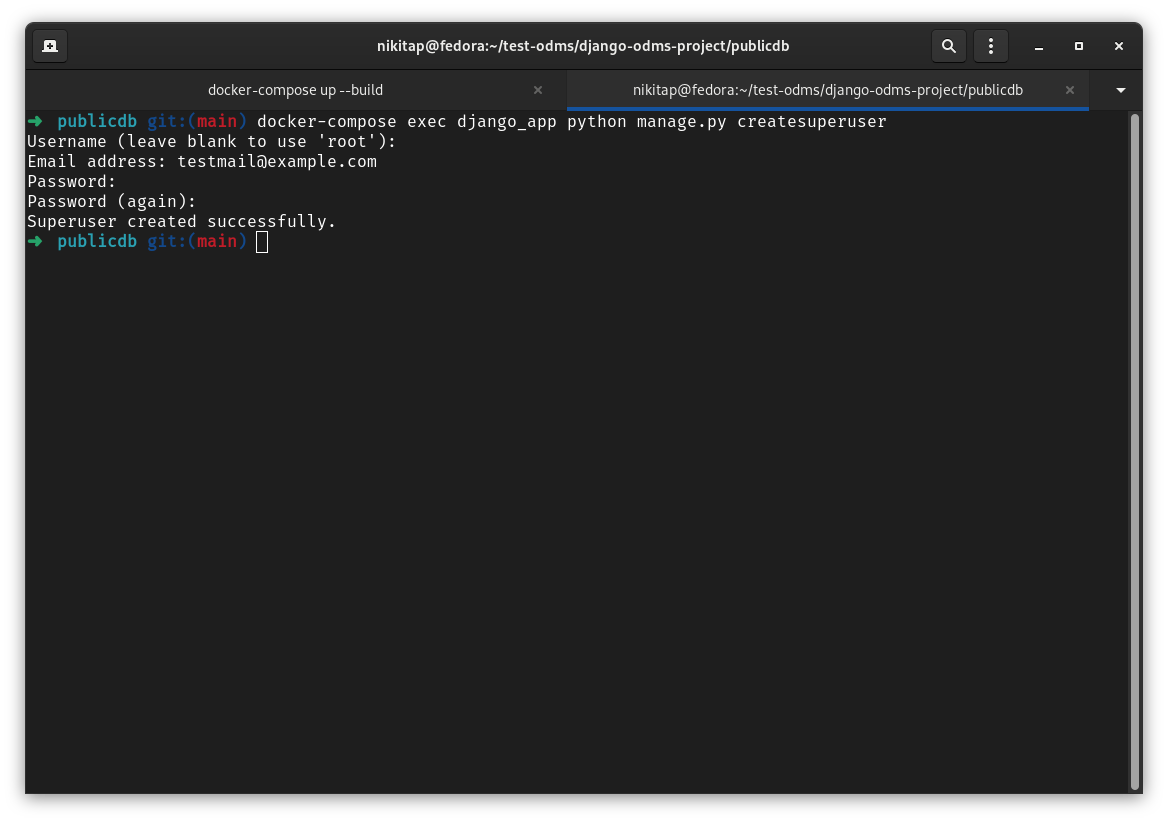 nikitap@fedora:~/test-odms/django-odms-project/publicdb
docker-compose up --build
nikitap@fedora:~/test-odms/django-odms-project/publicdb
➜ publicdb git:(main) docker-compose exec django_app python manage.py createsuperuser
Username (leave blank to use 'root'):
Email address: testmail@example.com
Password:
Password (again):
Superuser created successfully.
➜ publicdb git:(main)